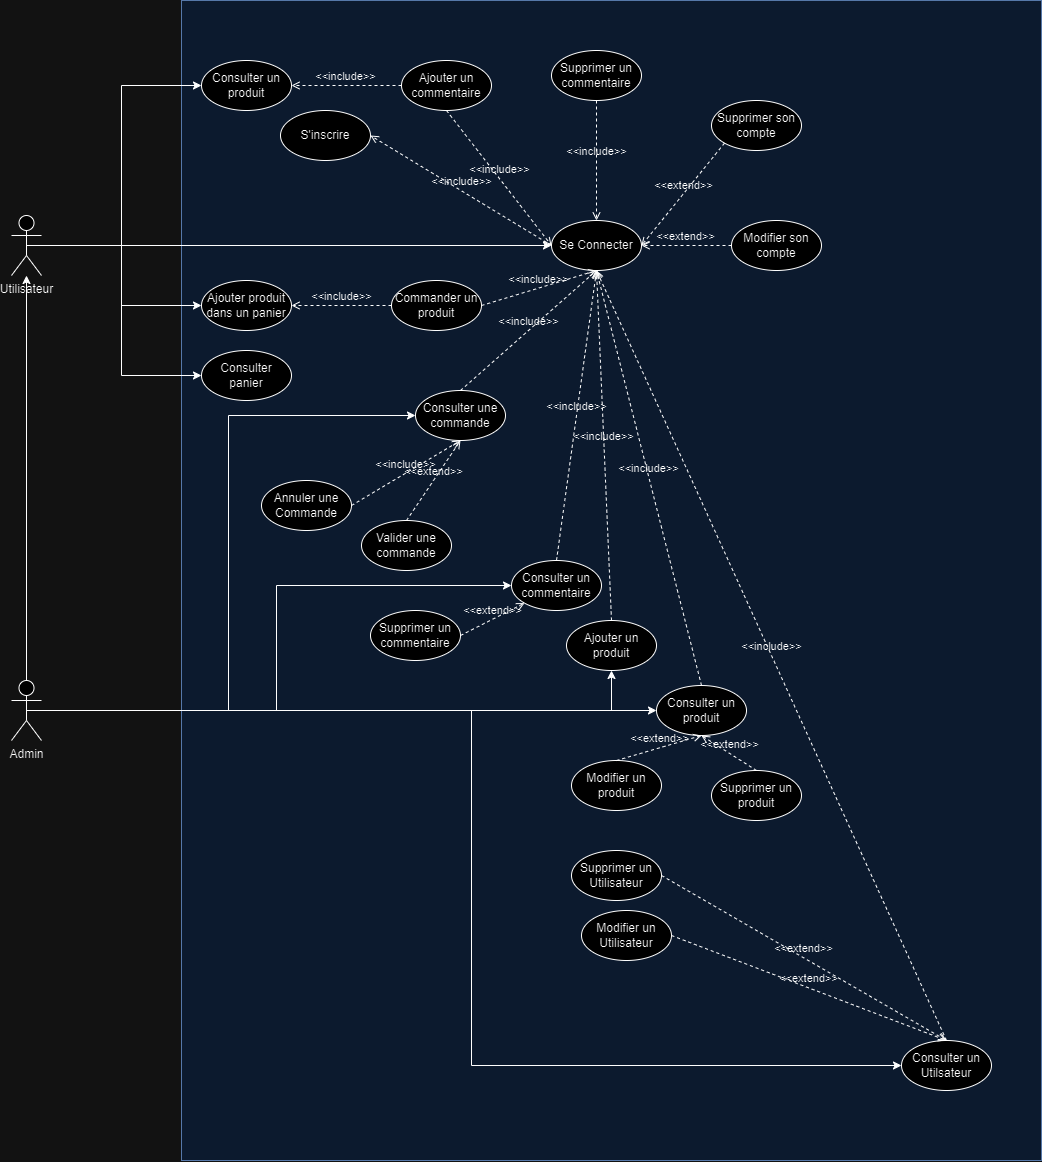 Supprimer un
commentaire
Consulter un
produit
<<include>>
Ajouter un
commentaire
Supprimer son
compte
S'inscrire
<<include>>
<<include>>
<<include>>
<<extend>>
Utilisateur
Se Connecter
<<extend>>
Modifier son
compte
<<include>>
Ajouter produit
dans un panier
<<include>>
Commander un
produit
<<include>>
Consulter
panier
Consulter une
commande
<<include>>
<<include>>
<<include>>
<<extend>>
<<include>>
Annuler une
Commande
Valider une
commande
Consulter un
commentaire
<<extend>>
Supprimer un
commentaire
Ajouter un
produit
<<include>>
Admin
Consulter un
produit
<<extend>>
<<extend>>
Modifier un
produit
Supprimer un
produit
Supprimer un
Utilisateur
Modifier un
Utilisateur
<<extend>>
<<extend>>
Consulter un
Utilsateur